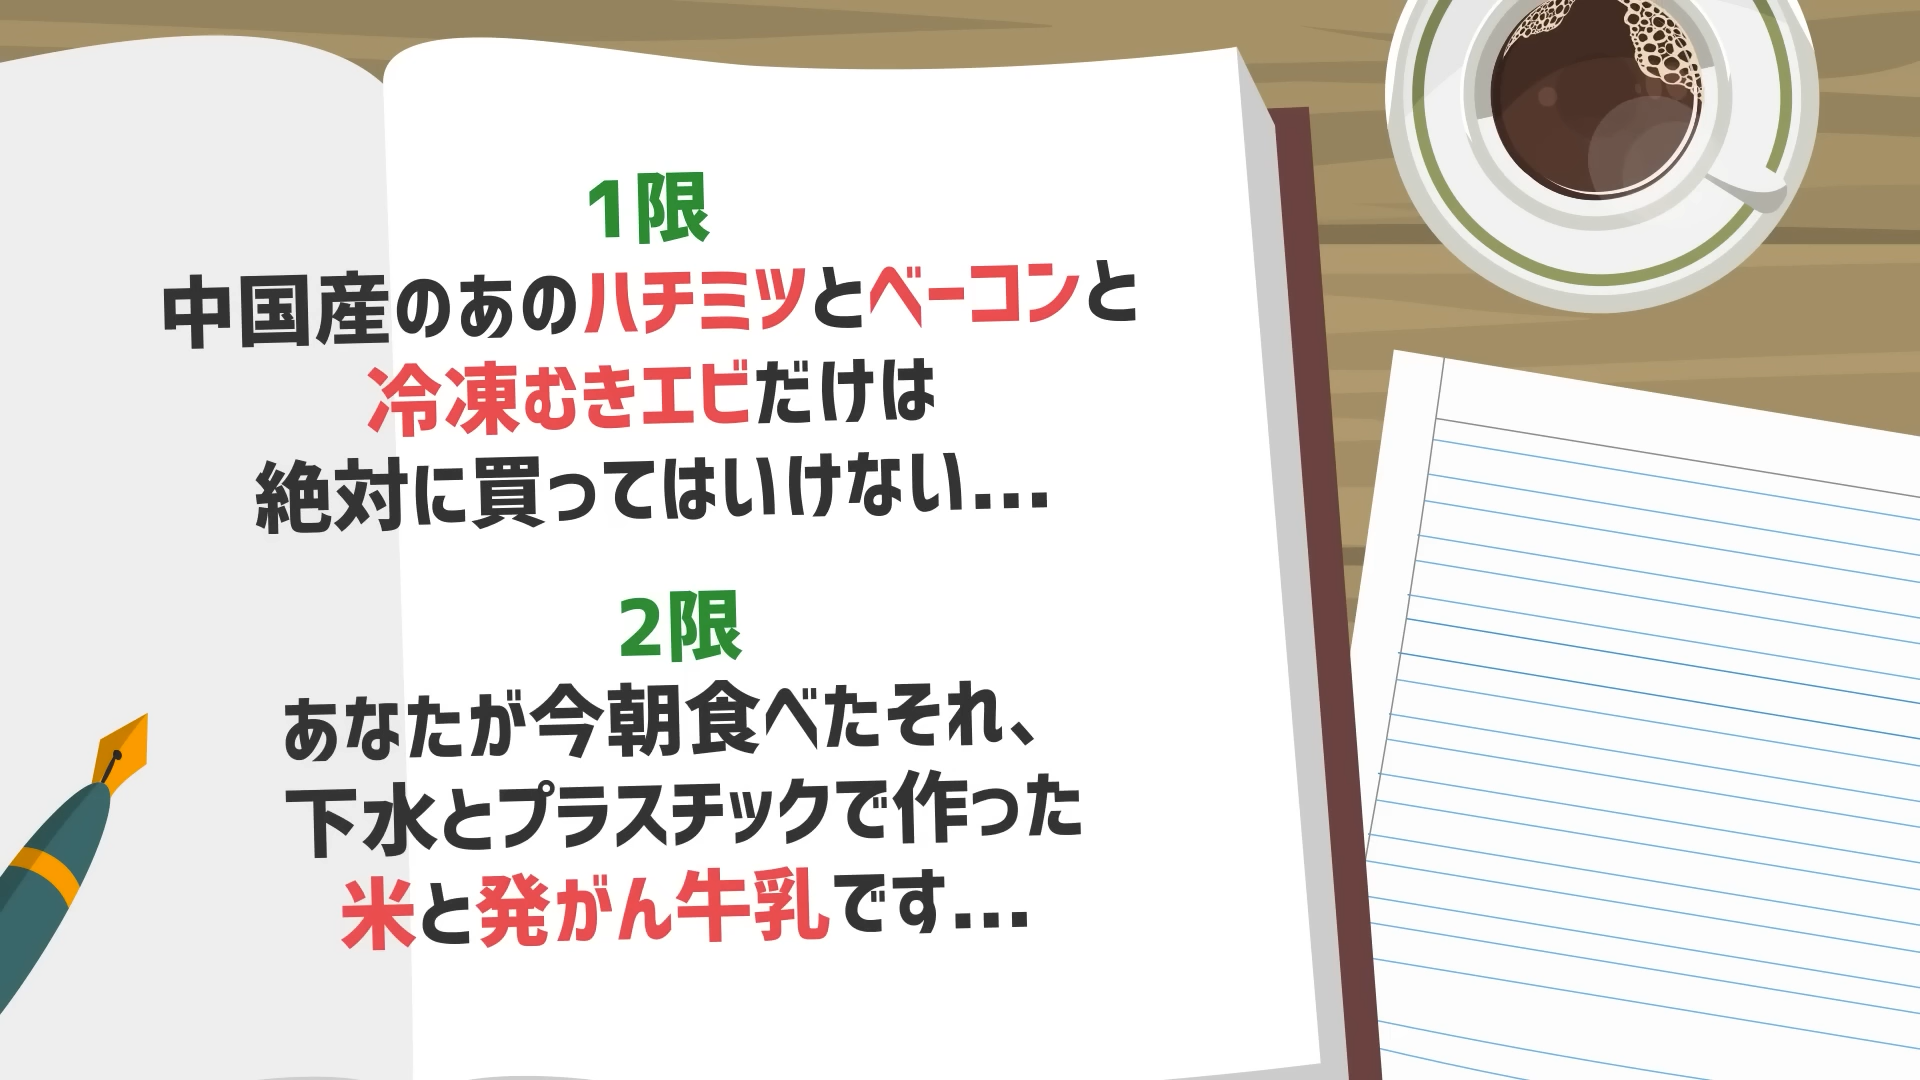 1限
中国産のあのハチミツとベーコンと
冷凍むきエビだけは
絶対に買ってはいけない...
2限
あなたが今朝食べたそれ、
下水とプラスチックで作った
米と発がん牛乳です...